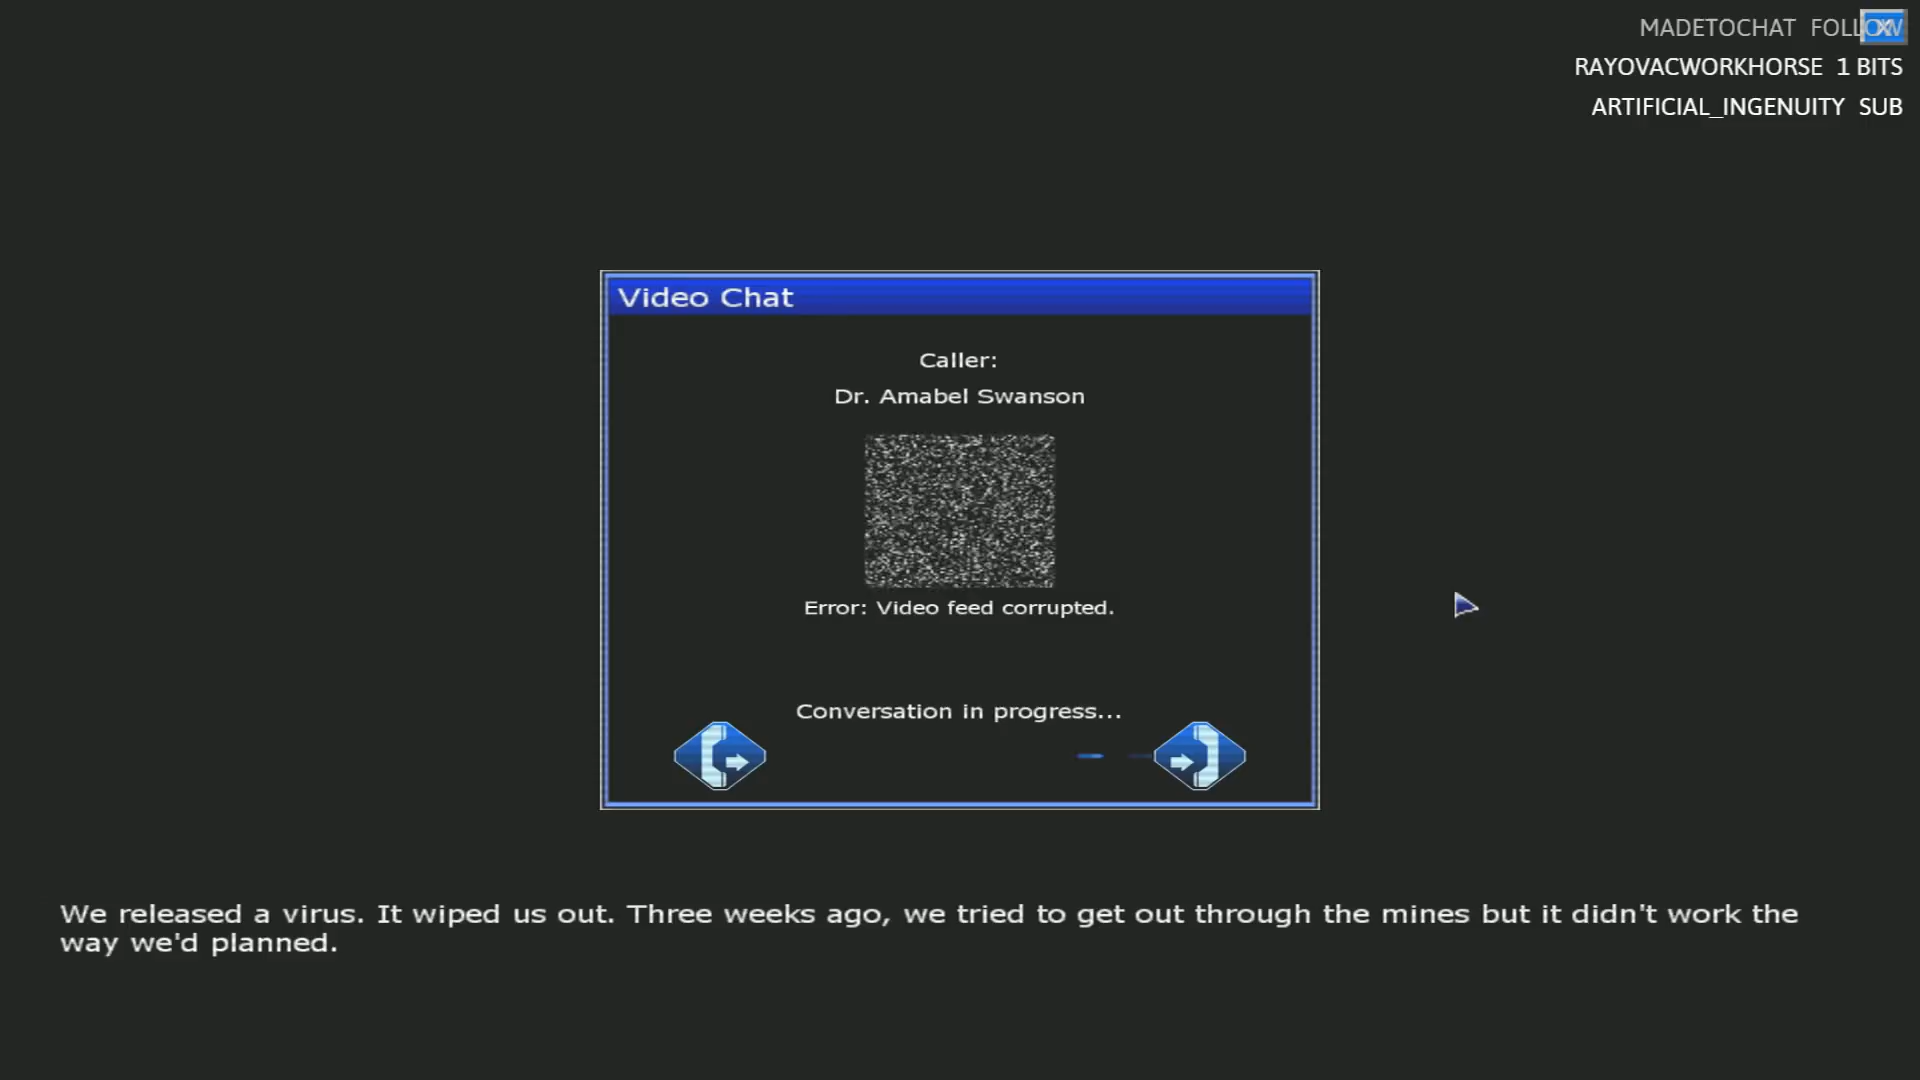 MADETOCHAT FOLLOW
RAYOVACWORKHORSE 1 BITS
ARTIFICIAL_INGENUITY SUB
Video Chat
Caller:
Dr. Amabel Swanson
Error: Video feed corrupted.
Conversation in progress...
We released a virus. It wiped us out. Three weeks ago, we tried to get out through the mines but it didn't work the
way we'd planned.